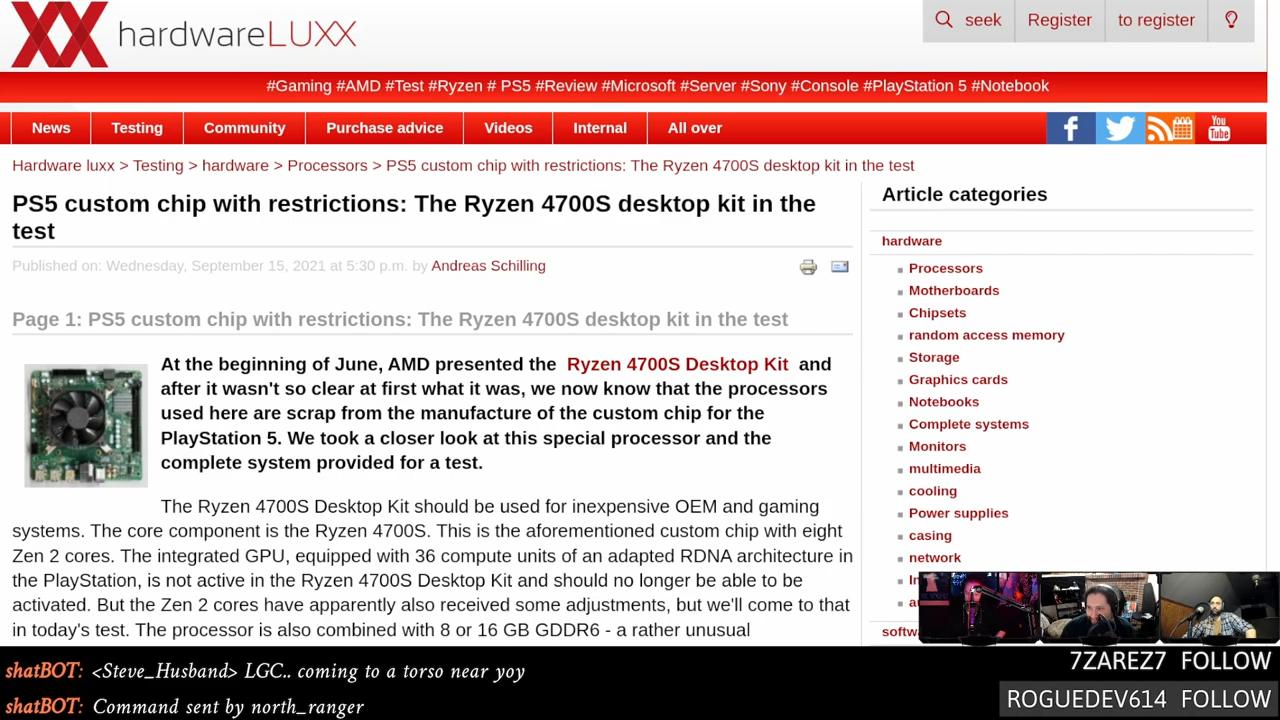 hardwareLUXX
seek
Register
to register
#Gaming #AMD #Test #Ryzen # PS5 #Review #Microsoft #Server #Sony #Console #PlayStation 5 #Notebook
News
Testing
Community
Purchase advice
Videos
Internal
All over
You
Tube
Hardware luxx > Testing > hardware > Processors > PS5 custom chip with restrictions: The Ryzen 4700S desktop kit in the test
PS5 custom chip with restrictions: The Ryzen 4700S desktop kit in the
test
Published on: Wednesday, September 15, 2021 at 5:30 p.m. by Andreas Schilling
Page 1: PS5 custom chip with restrictions: The Ryzen 4700S desktop kit in the test
At the beginning of June, AMD presented the Ryzen 4700S Desktop Kit and
after it wasn't so clear at first what it was, we now know that the processors
used here are scrap from the manufacture of the custom chip for the
PlayStation 5. We took a closer look at this special processor and the
complete system provided for a test.
The Ryzen 4700S Desktop Kit should be used for inexpensive OEM and gaming
systems. The core component is the Ryzen 4700S. This is the aforementioned custom chip with eight
Zen 2 cores. The integrated GPU, equipped with 36 compute units of an adapted RDNA architecture in
the PlayStation, is not active in the Ryzen 4700S Desktop Kit and should no longer be able to be
activated. But the Zen 2 cores have apparently also received some adjustments, but we'll come to that
in today's test. The processor is also combined with 8 or 16 GB GDDR6 - a rather unusual
Article categories
hardware
Processors
Motherboards
Chipsets
random access memory
Storage
Graphics cards
Notebooks
Complete systems
Monitors
multimedia
cooling
Power supplies
casing
network
shatBOT: <Steve_Husband> LGC.. coming to a torso near yoy
shatBOT: Command sent by north_ranger
7ZAREZ7 FOLLOW
ROGUEDEV614 FOLLOW